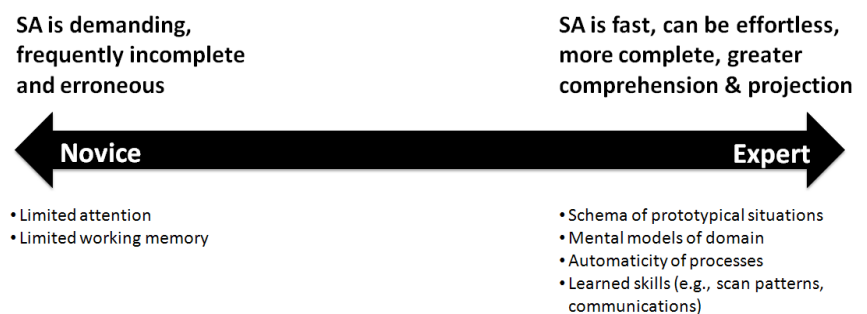 SA is demanding,
frequently incomplete
and erroneous
SA is fast, can be effortless,
more complete, greater
comprehension & projection
Novice
Expert
• Limited attention
• Limited working memory
• Schema of prototypical situations
• Mental models of domain
• Automaticity of processes
• Learned skills (e.g., scan patterns,
communications)